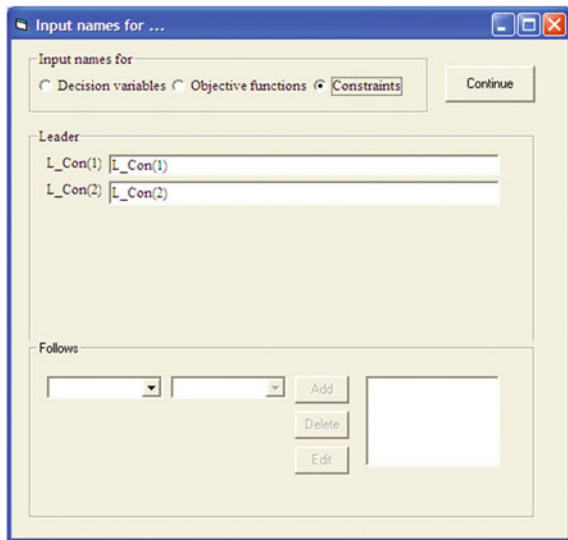 Input names for ...
Input names for
Decision variables Objective functions Constraints
Continue
Leader
L_Con(1) L_Con(1)
L_Con(2) L_Con(2)
Follows
Add
Delete
Edit